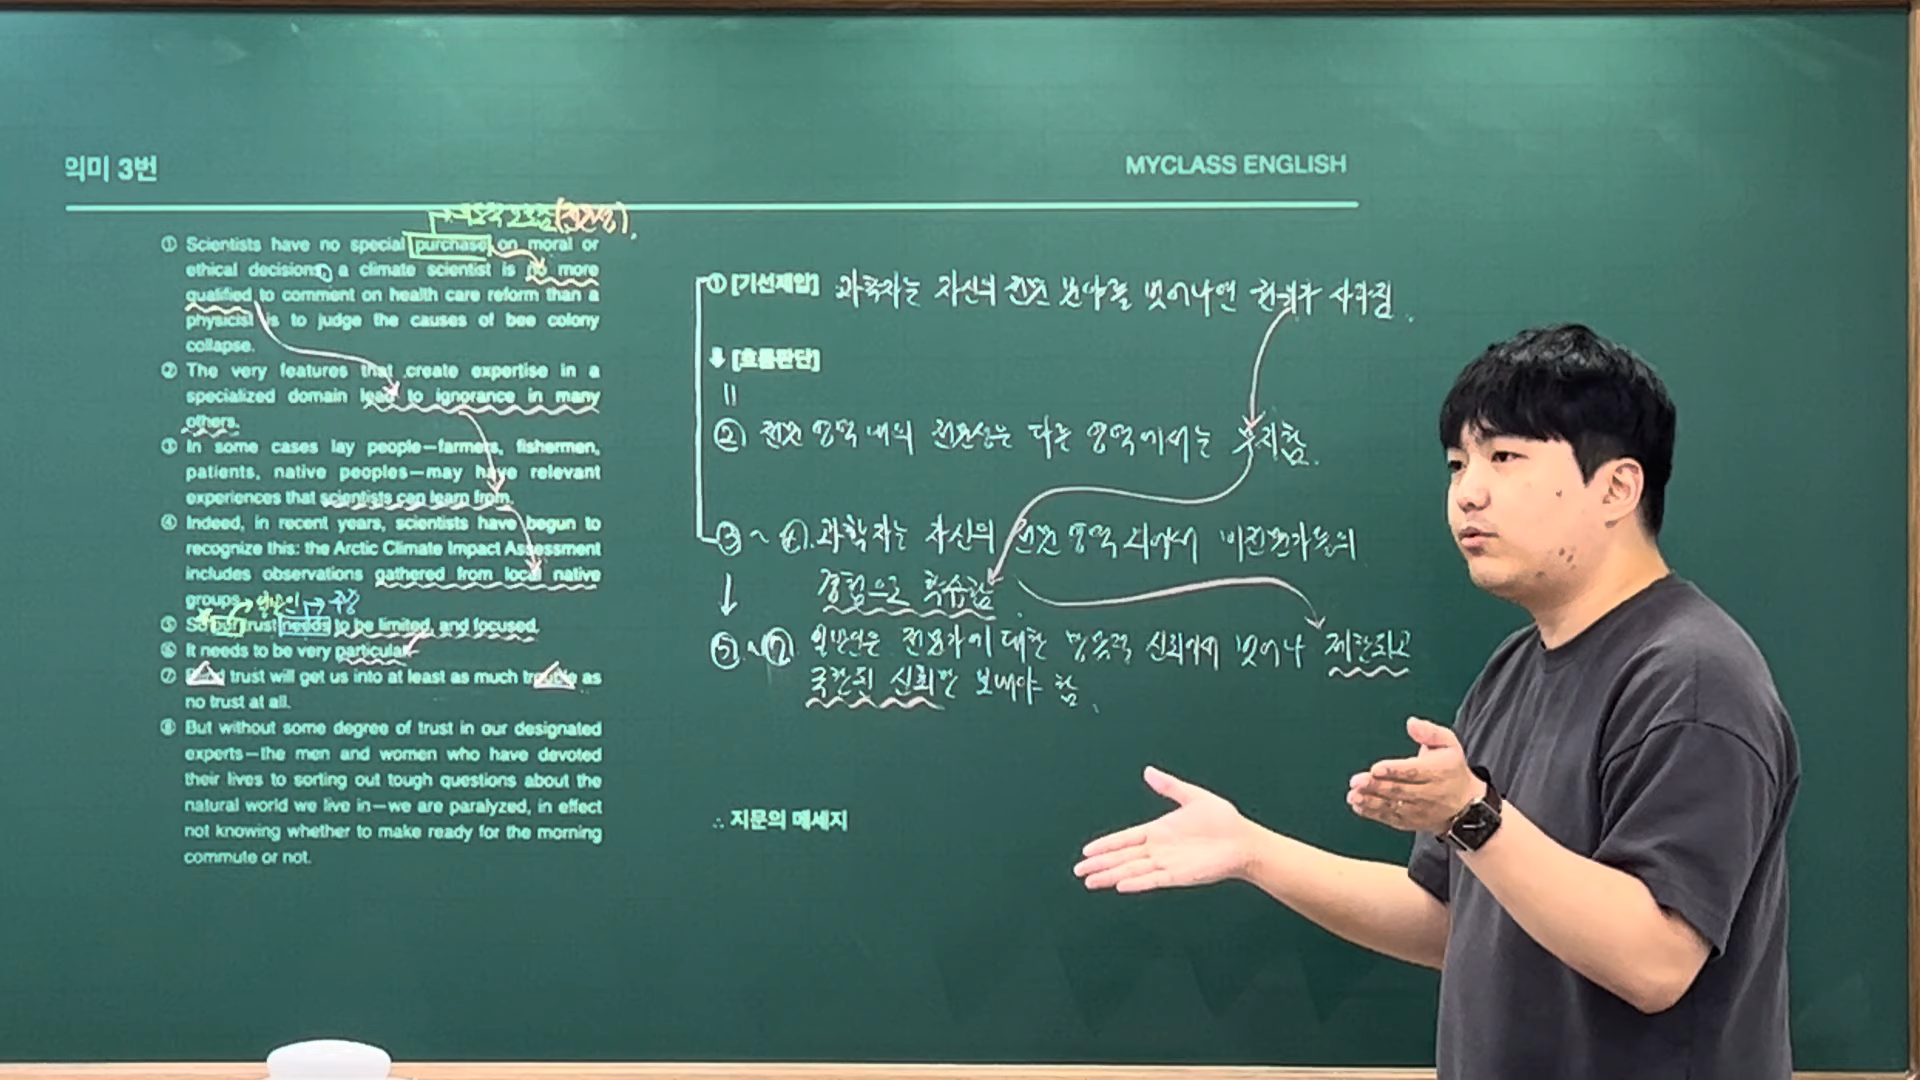 의미 3번
MYCLASS ENGLISH
① Scientists have no special purchase on moral or
ethical decisions, a climate scientist is no more
qualified to comment on health care reform than a
physicist is to judge the causes of bee colony
collapse.
② The very features that create expertise in a
specialized domain lead to ignorance in many
others.
③ In some cases lay people—farmers, fishermen,
patients, native peoples—may have relevant
experiences that scientists can learn from.
④ Indeed, in recent years, scientists have begun to
recognize this: the Arctic Climate Impact Assessment
includes observations gathered from local native
groups.
일반인 주장
⑤ So our trust needs to be limited, and focused.
⑥ It needs to be very particular.
⑦ trust will get us into at least as much trouble as
no trust at all.
⑧ But without some degree of trust in our designated
experts—the men and women who have devoted
their lives to sorting out tough questions about the
natural world we live in—we are paralyzed, in effect
not knowing whether to make ready for the morning
commute or not.
① [기선제압] 과학자는 자신의 전문 분야를 벗어나면 사라짐.
⬇ [흐름판단]
②) 전문 영역 내의 전문성은 다른 영역에서는 무지함.
③ ~ ④. 과학자는 자신의 전문 영역 비전문가들의
경험으로 학습함.
⑤ ~ ⑦ 일반인은 전문가에 대한 맹목적 신뢰에서 벗어나 제한되고
국한된 신뢰만 보내야 함.
∴ 지문의 메세지